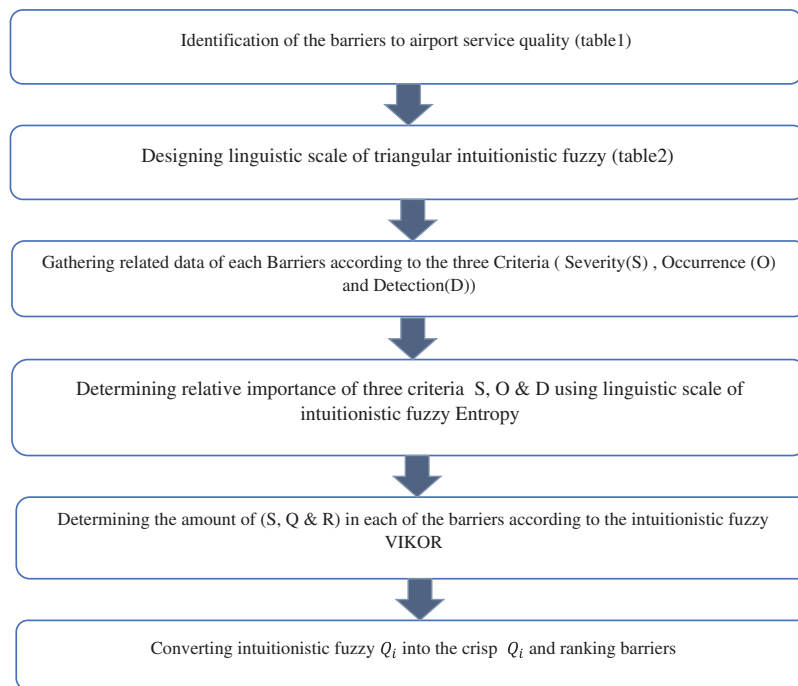 Identification of the barriers to airport service quality (table1)
Designing linguistic scale of triangular intuitionistic fuzzy (table2)
Gathering related data of each Barriers according to the three Criteria ( Severity(S) , Occurrence (O)
and Detection(D))
Determining relative importance of three criteria S, O & D using linguistic scale of
intuitionistic fuzzy Entropy
Determining the amount of (S, Q & R) in each of the barriers according to the intuitionistic fuzzy
VIKOR
Converting intuitionistic fuzzy Q_i into the crisp Q_i and ranking barriers